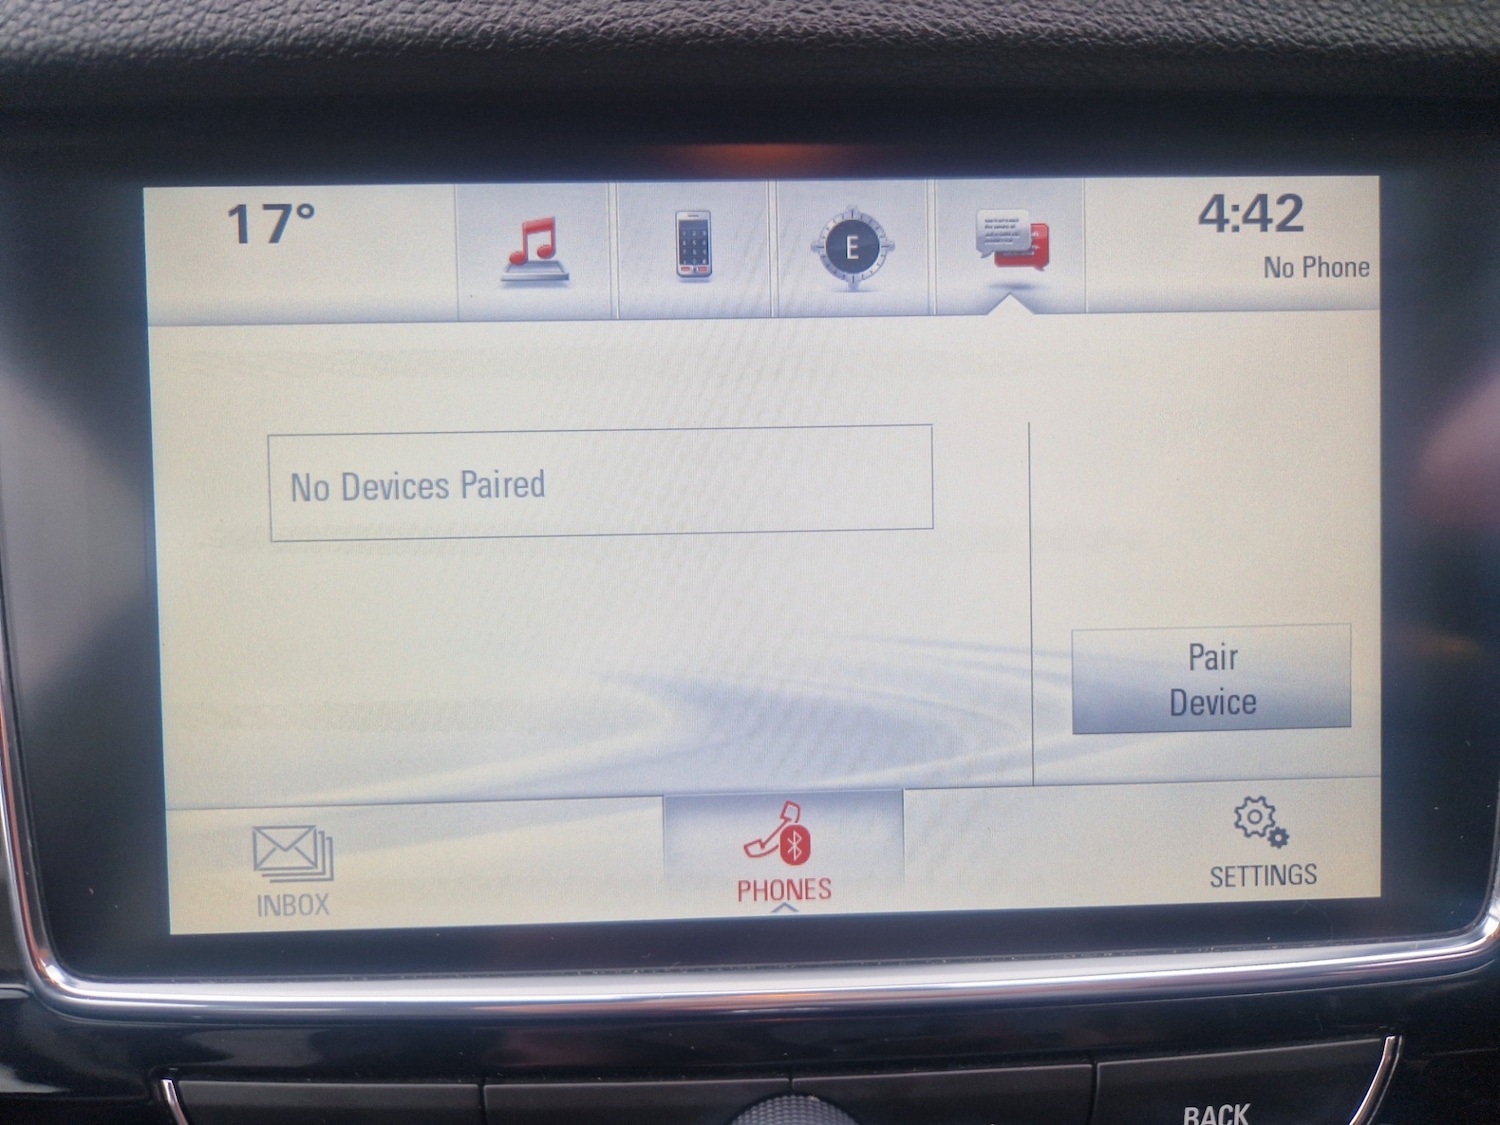 17°
E
4:42
No Phone
No Devices Paired
Pair
Device
INBOX
PHONES
SETTINGS
BACK